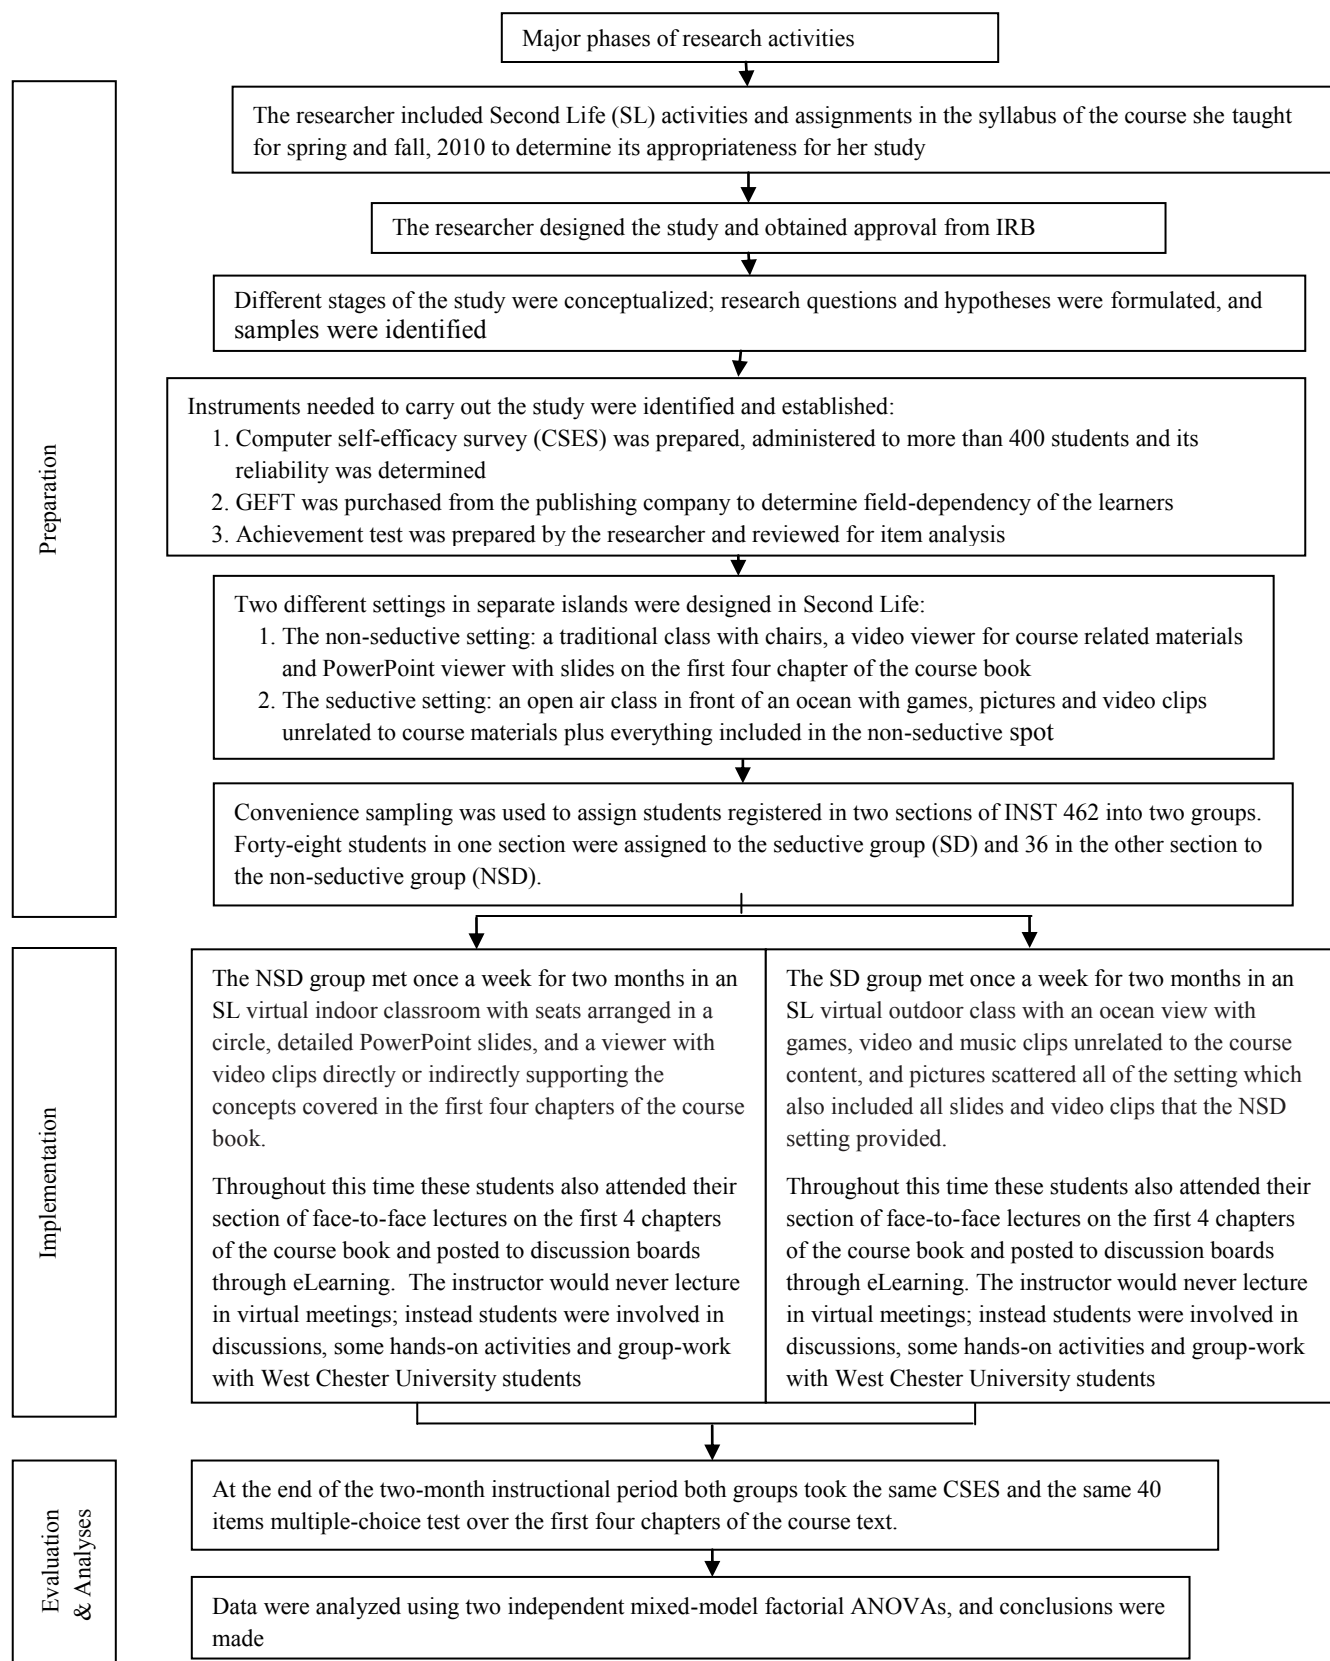 Major phases of research activities
Preparation
The researcher included Second Life (SL) activities and assignments in the syllabus of the course she taught
for spring and fall, 2010 to determine its appropriateness for her study
The researcher designed the study and obtained approval from IRB
Different stages of the study were conceptualized; research questions and hypotheses were formulated, and
samples were identified
Instruments needed to carry out the study were identified and established:
1. Computer self-efficacy survey (CSES) was prepared, administered to more than 400 students and its
reliability was determined
2. GEFT was purchased from the publishing company to determine field-dependency of the learners
3. Achievement test was prepared by the researcher and reviewed for item analysis
Two different settings in separate islands were designed in Second Life:
1. The non-seductive setting: a traditional class with chairs, a video viewer for course related materials
and PowerPoint viewer with slides on the first four chapter of the course book
2. The seductive setting: an open air class in front of an ocean with games, pictures and video clips
unrelated to course materials plus everything included in the non-seductive spot
Convenience sampling was used to assign students registered in two sections of INST 462 into two groups.
Forty-eight students in one section were assigned to the seductive group (SD) and 36 in the other section to
the non-seductive group (NSD).
Implementation
The NSD group met once a week for two months in an
SL virtual indoor classroom with seats arranged in a
circle, detailed PowerPoint slides, and a viewer with
video clips directly or indirectly supporting the
concepts covered in the first four chapters of the course
book.
Throughout this time these students also attended their
section of face-to-face lectures on the first 4 chapters
of the course book and posted to discussion boards
through eLearning. The instructor would never lecture
in virtual meetings; instead students were involved in
discussions, some hands-on activities and group-work
with West Chester University students
The SD group met once a week for two months in an
SL virtual outdoor class with an ocean view with
games, video and music clips unrelated to the course
content, and pictures scattered all of the setting which
also included all slides and video clips that the NSD
setting provided.
Throughout this time these students also attended their
section of face-to-face lectures on the first 4 chapters
of the course book and posted to discussion boards
through eLearning. The instructor would never lecture
in virtual meetings; instead students were involved in
discussions, some hands-on activities and group-work
with West Chester University students
Evaluation
& Analyses
At the end of the two-month instructional period both groups took the same CSES and the same 40
items multiple-choice test over the first four chapters of the course text.
Data were analyzed using two independent mixed-model factorial ANOVAs, and conclusions were
made